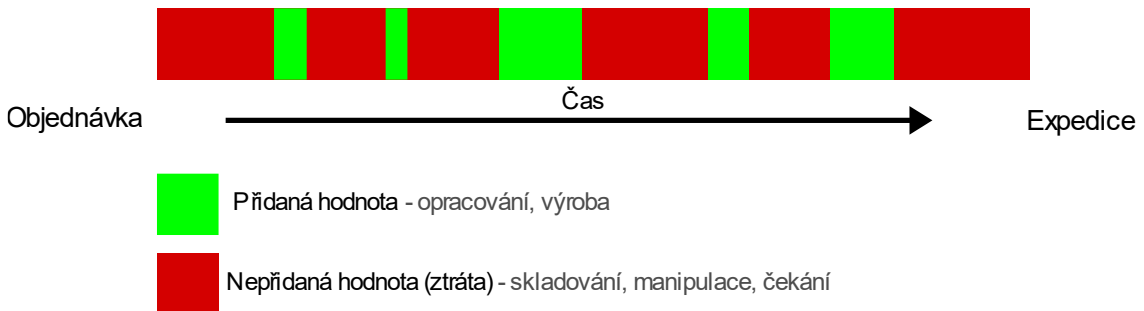 Čas
Objednávka
Expedice
Přidaná hodnota - opracování, výroba
Nepřidaná hodnota (ztráta) - skladování, manipulace, čekání